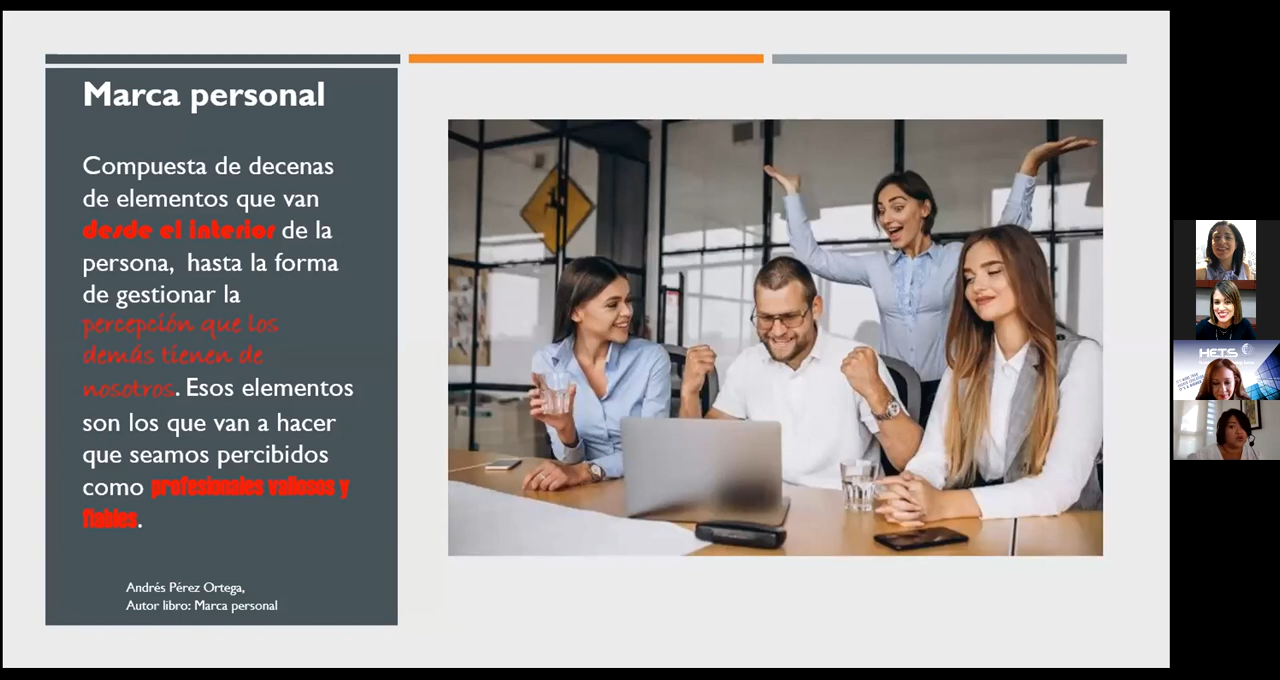 Marca personal
Compuesta de decenas
de elementos que van
desde el interior de la
persona, hasta la forma
de gestionar la
percepción que los
demás tienen de
nosotros. Esos elementos
son los que van a hacer
que seamos percibidos
como profesionales valiosos y
fiables.
Andrés Pérez Ortega,
Autor libro: Marca personal
HETS